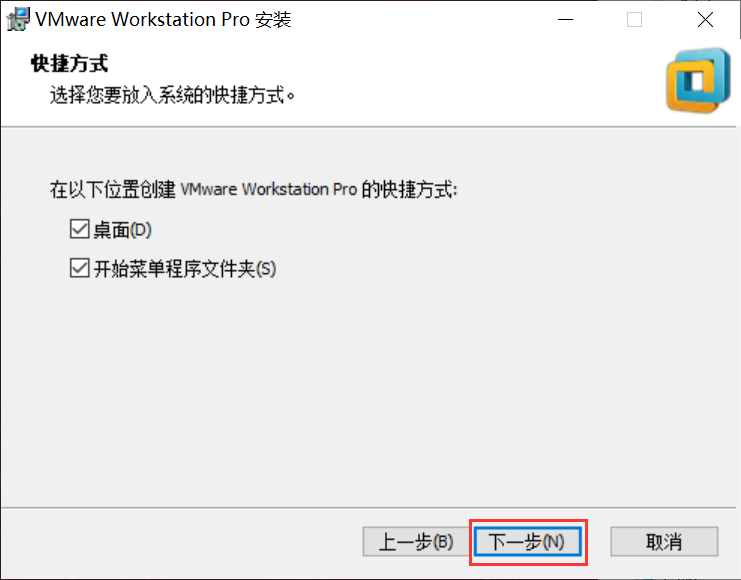 VMware Workstation Pro 安装
快捷方式
选择您要放入系统的快捷方式。
在以下位置创建 VMware Workstation Pro 的快捷方式:
桌面(D)
开始菜单程序文件夹(S)
上一步(B) 下一步(N) 取消